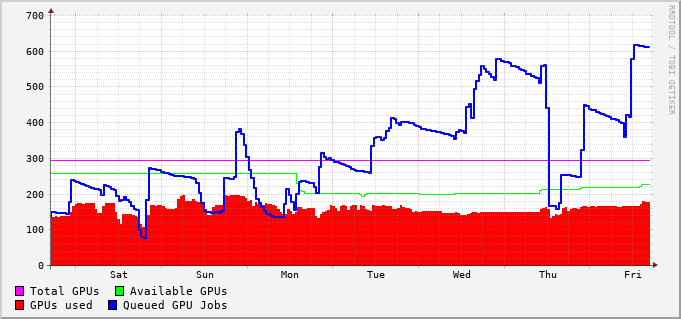 700
600
500
400
300
200
100
0
Sat Sun Mon Tue Wed Thu Fri
Total GPUs Available GPUs
GPUs used Queued GPU Jobs
RRDTOOL / TOBI OETIKER